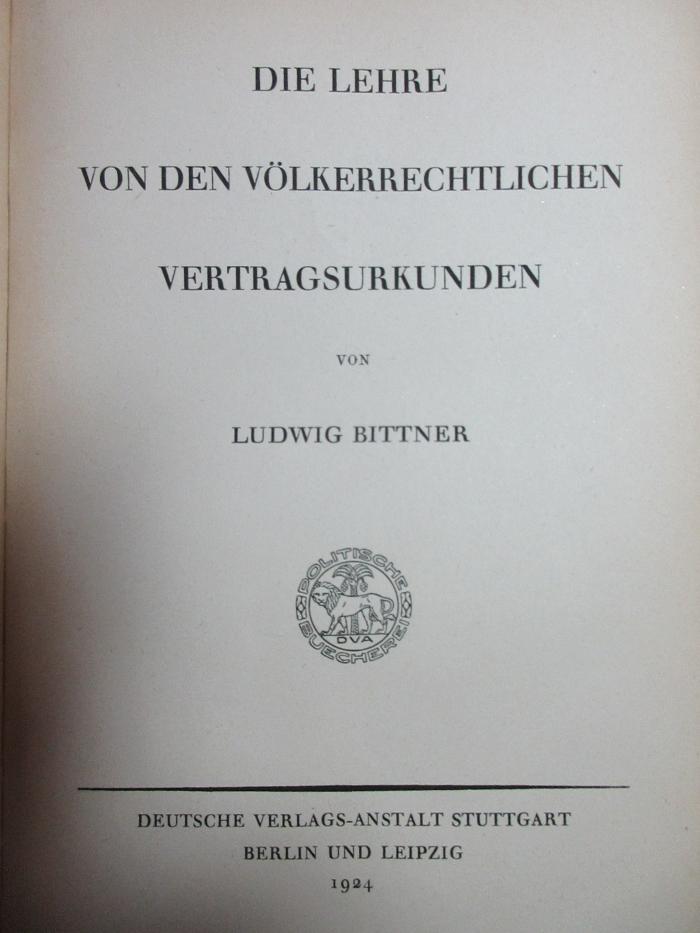 DIE LEHRE
VON DEN VÖLKERRECHTLICHEN
VERTRAGSURKUNDEN
VON
LUDWIG BITTNER
POLITISCHE
DVA
BUECHEREI
DEUTSCHE VERLAGS-ANSTALT STUTTGART
BERLIN UND LEIPZIG
1924